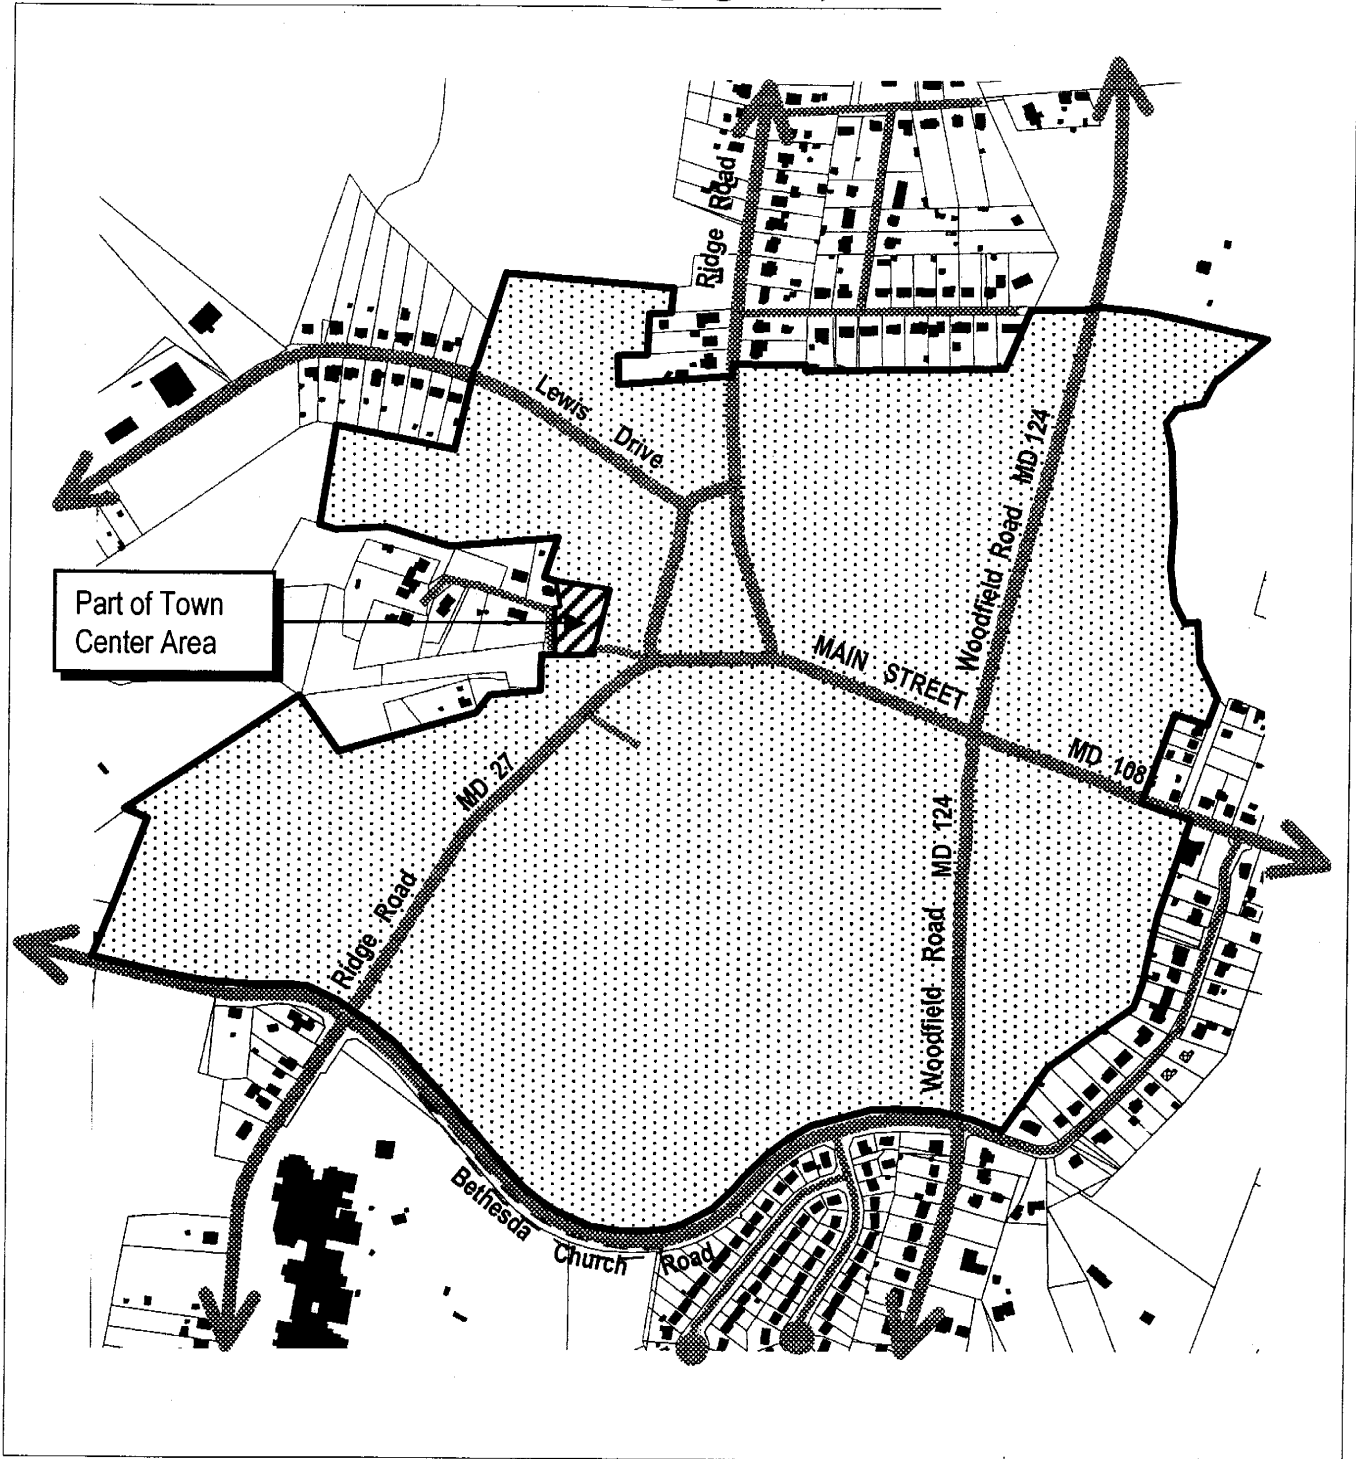 Ridge Road
Lewis Drive
Woodfield Road MD 124
Part of Town
Center Area
MAIN STREET
MD 108
MD 27
Ridge Road
Woodfield Road MD 124
Bethesda Church Road